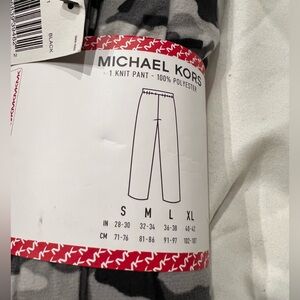 BLACK
MICHAEL KORS
1 KNIT PANT - 100% POLYESTER
S M L XL
IN 28-30 32-34 36-38 40-42
CM 71-76 81-86 91-97 102-107